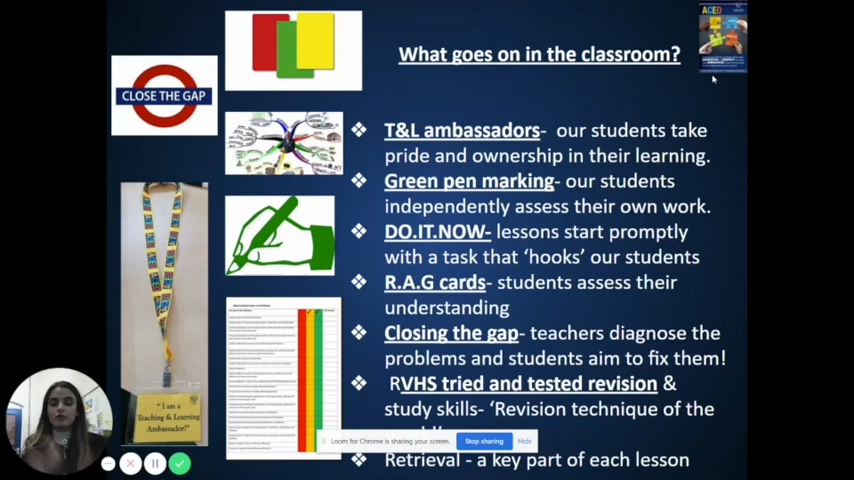 What goes on in the classroom?
ACED
CLOSE THE GAP
T&L ambassadors- our students take
pride and ownership in their learning.
Green pen marking- our students
independently assess their own work.
DO.IT.NOW- lessons start promptly
with a task that ‘hooks’ our students
R.A.G cards- students assess their
understanding
Closing the gap- teachers diagnose the
problems and students aim to fix them!
RVHS tried and tested revision &
study skills- ‘Revision technique of the
Retrieval - a key part of each lesson
" I am a
Teaching & Learning
Ambassador!"
Loom for Chrome is sharing your screen.
Stop sharing
Hide